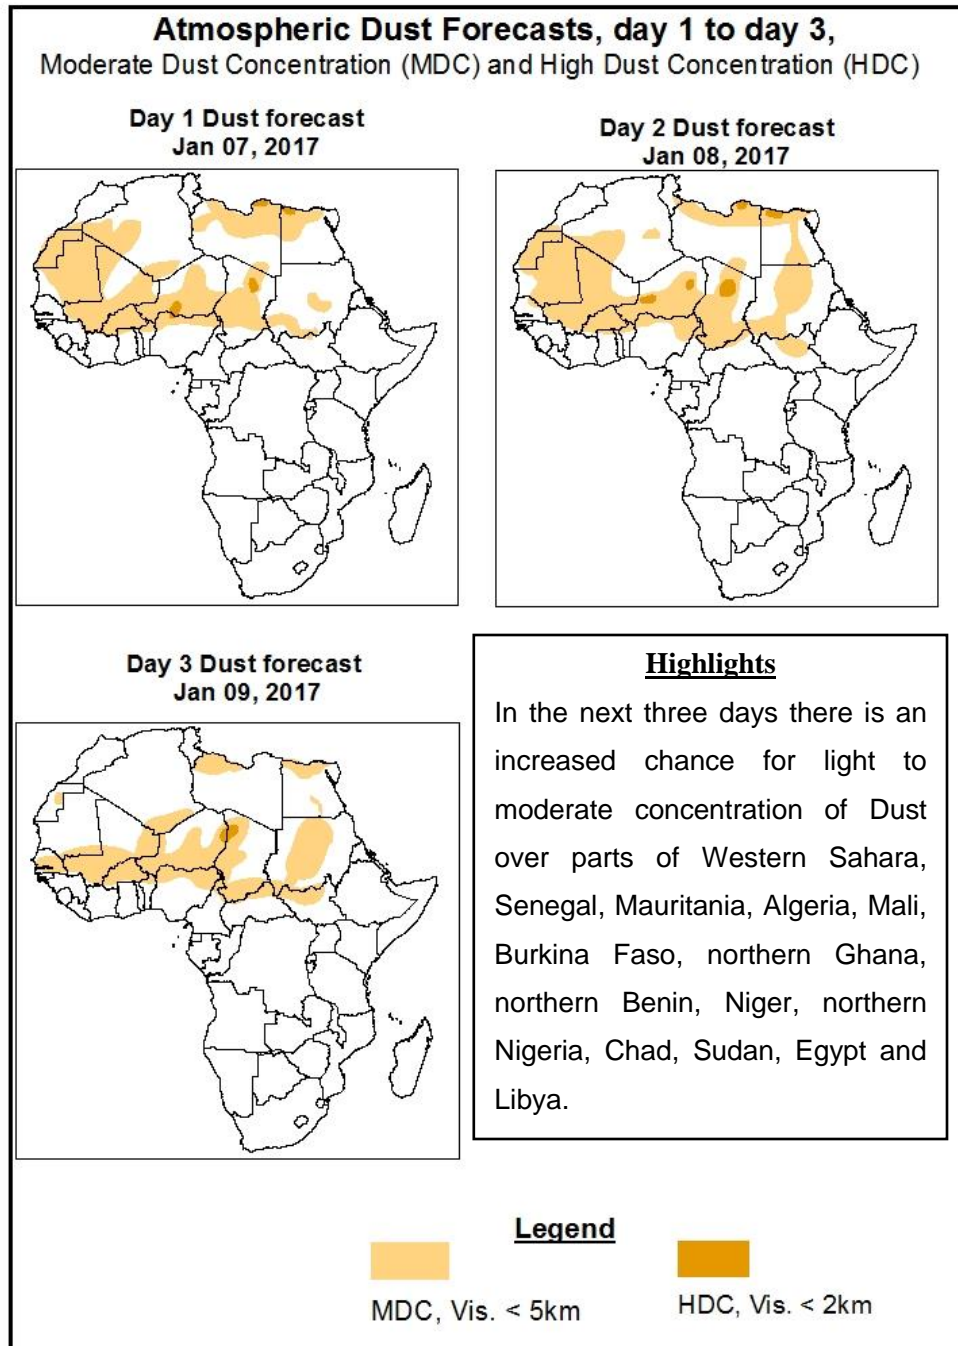 Atmospheric Dust Forecasts, day 1 to day 3,
Moderate Dust Concentration (MDC) and High Dust Concentration (HDC)
Day 1 Dust forecast
Jan 07, 2017
Day 2 Dust forecast
Jan 08, 2017
Day 3 Dust forecast
Jan 09, 2017
Highlights
In the next three days there is an
increased chance for light to
moderate concentration of Dust
over parts of Western Sahara,
Senegal, Mauritania, Algeria, Mali,
Burkina Faso, northern Ghana,
northern Benin, Niger, northern
Nigeria, Chad, Sudan, Egypt and
Libya.
Legend
MDC, Vis. < 5km
HDC, Vis. < 2km